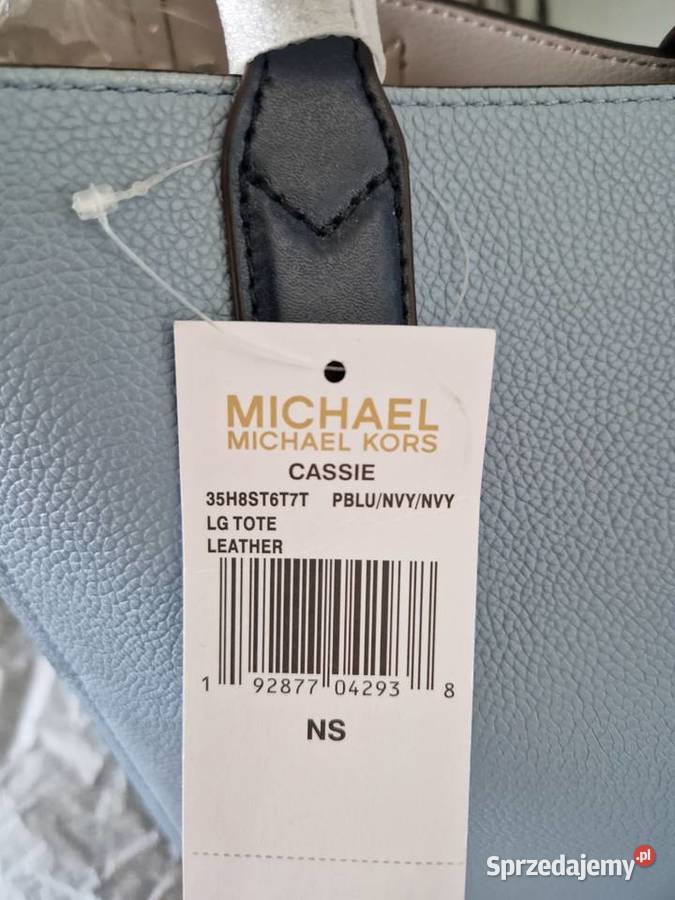 MICHAEL
MICHAEL KORS
CASSIE
35H8ST6T7T PBLU/NVY/NVY
LG TOTE
LEATHER
1 92877 04293 8
NS
Sprzedajemy.pl